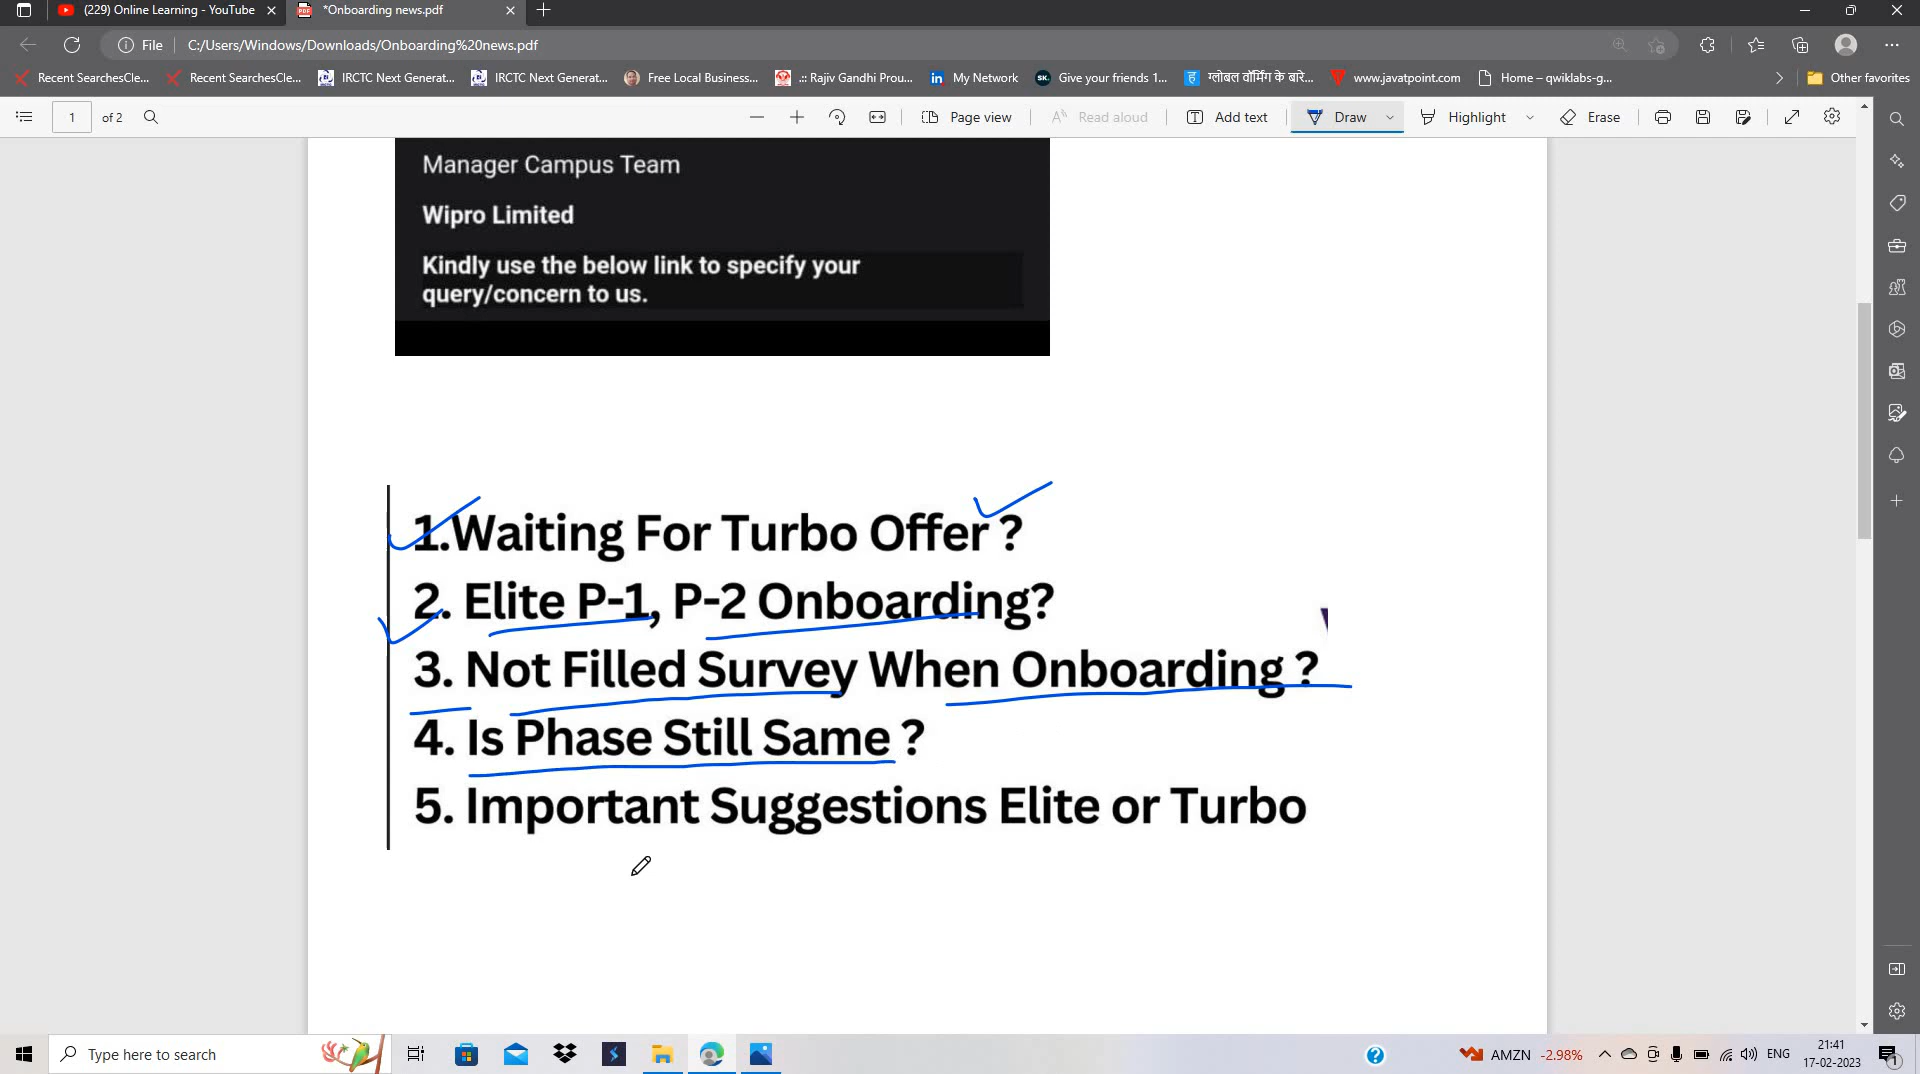 (229) Online Learning - YouTube
*Onboarding news.pdf
File
C:/Users/Windows/Downloads/Onboarding%20news.pdf
Recent SearchesCle...
Recent SearchesCle...
IRCTC Next Generat...
IRCTC Next Generat...
Free Local Business...
.:: Rajiv Gandhi Prou...
My Network
Give your friends 1...
ग्लोबल वॉर्मिंग के बारे...
www.javatpoint.com
Home – qwiklabs-g...
Other favorites
1
of 2
Page view
Read aloud
Add text
Draw
Highlight
Erase
Manager Campus Team
Wipro Limited
Kindly use the below link to specify your
query/concern to us.
1.Waiting For Turbo Offer ?
2. Elite P-1, P-2 Onboarding?
3. Not Filled Survey When Onboarding ?
4. Is Phase Still Same ?
5. Important Suggestions Elite or Turbo
Type here to search
AMZN -2.98%
ENG
21:41
17-02-2023
1